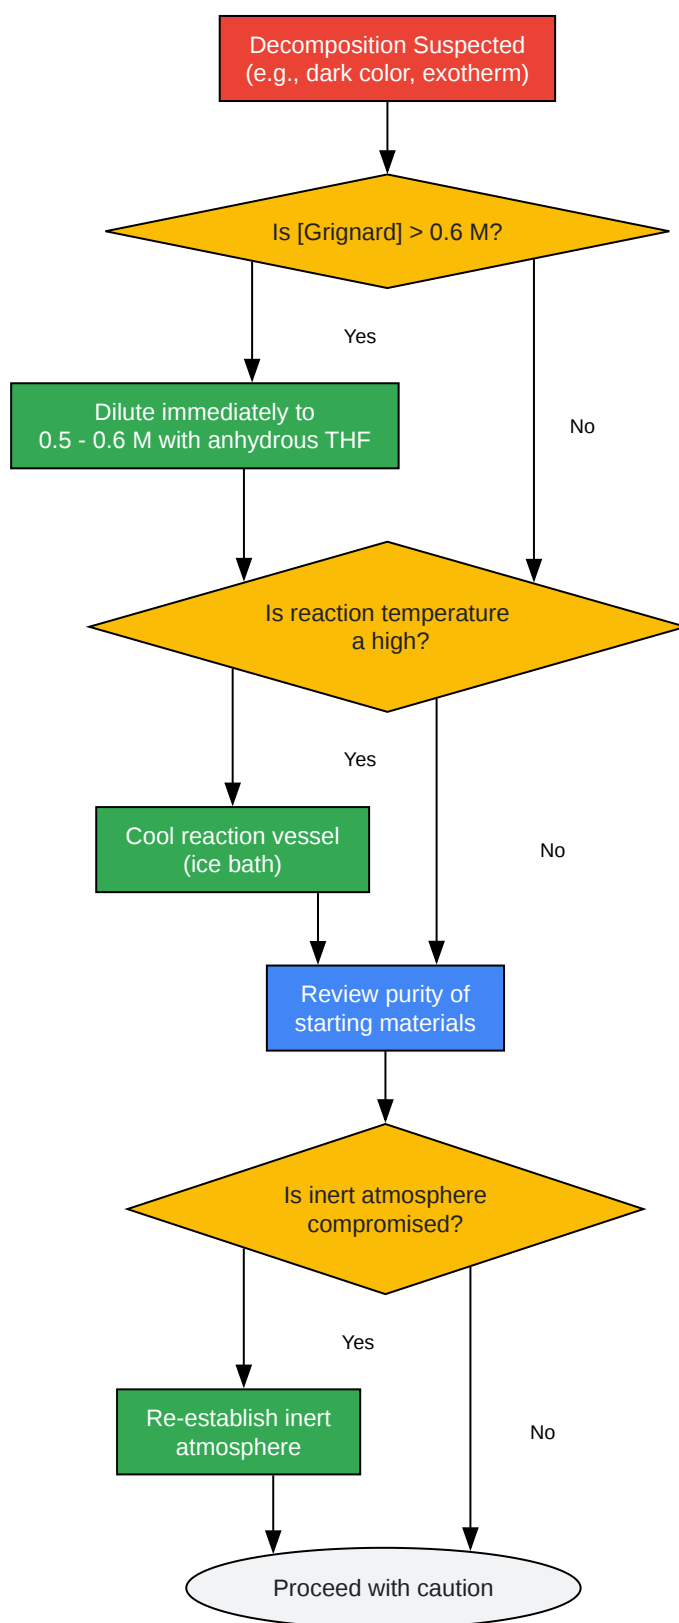 Decomposition Suspected
(e.g., dark color, exotherm)
Is [Grignard] > 0.6 M?
Yes
Dilute immediately to
0.5 - 0.6 M with anhydrous THF
No
Is reaction temperature
a high?
Yes
Cool reaction vessel
(ice bath)
No
Review purity of
starting materials
Is inert atmosphere
compromised?
Yes
Re-establish inert
atmosphere
No
Proceed with caution